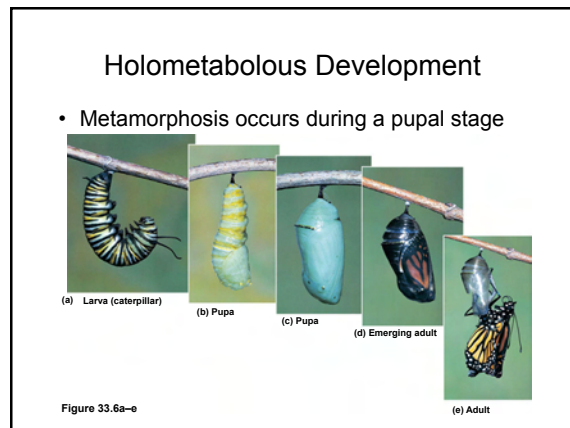 Holometabolous Development
• Metamorphosis occurs during a pupal stage
(a) Larva (caterpillar)
(b) Pupa
(c) Pupa
(d) Emerging adult
(e) Adult
Figure 33.6a–e